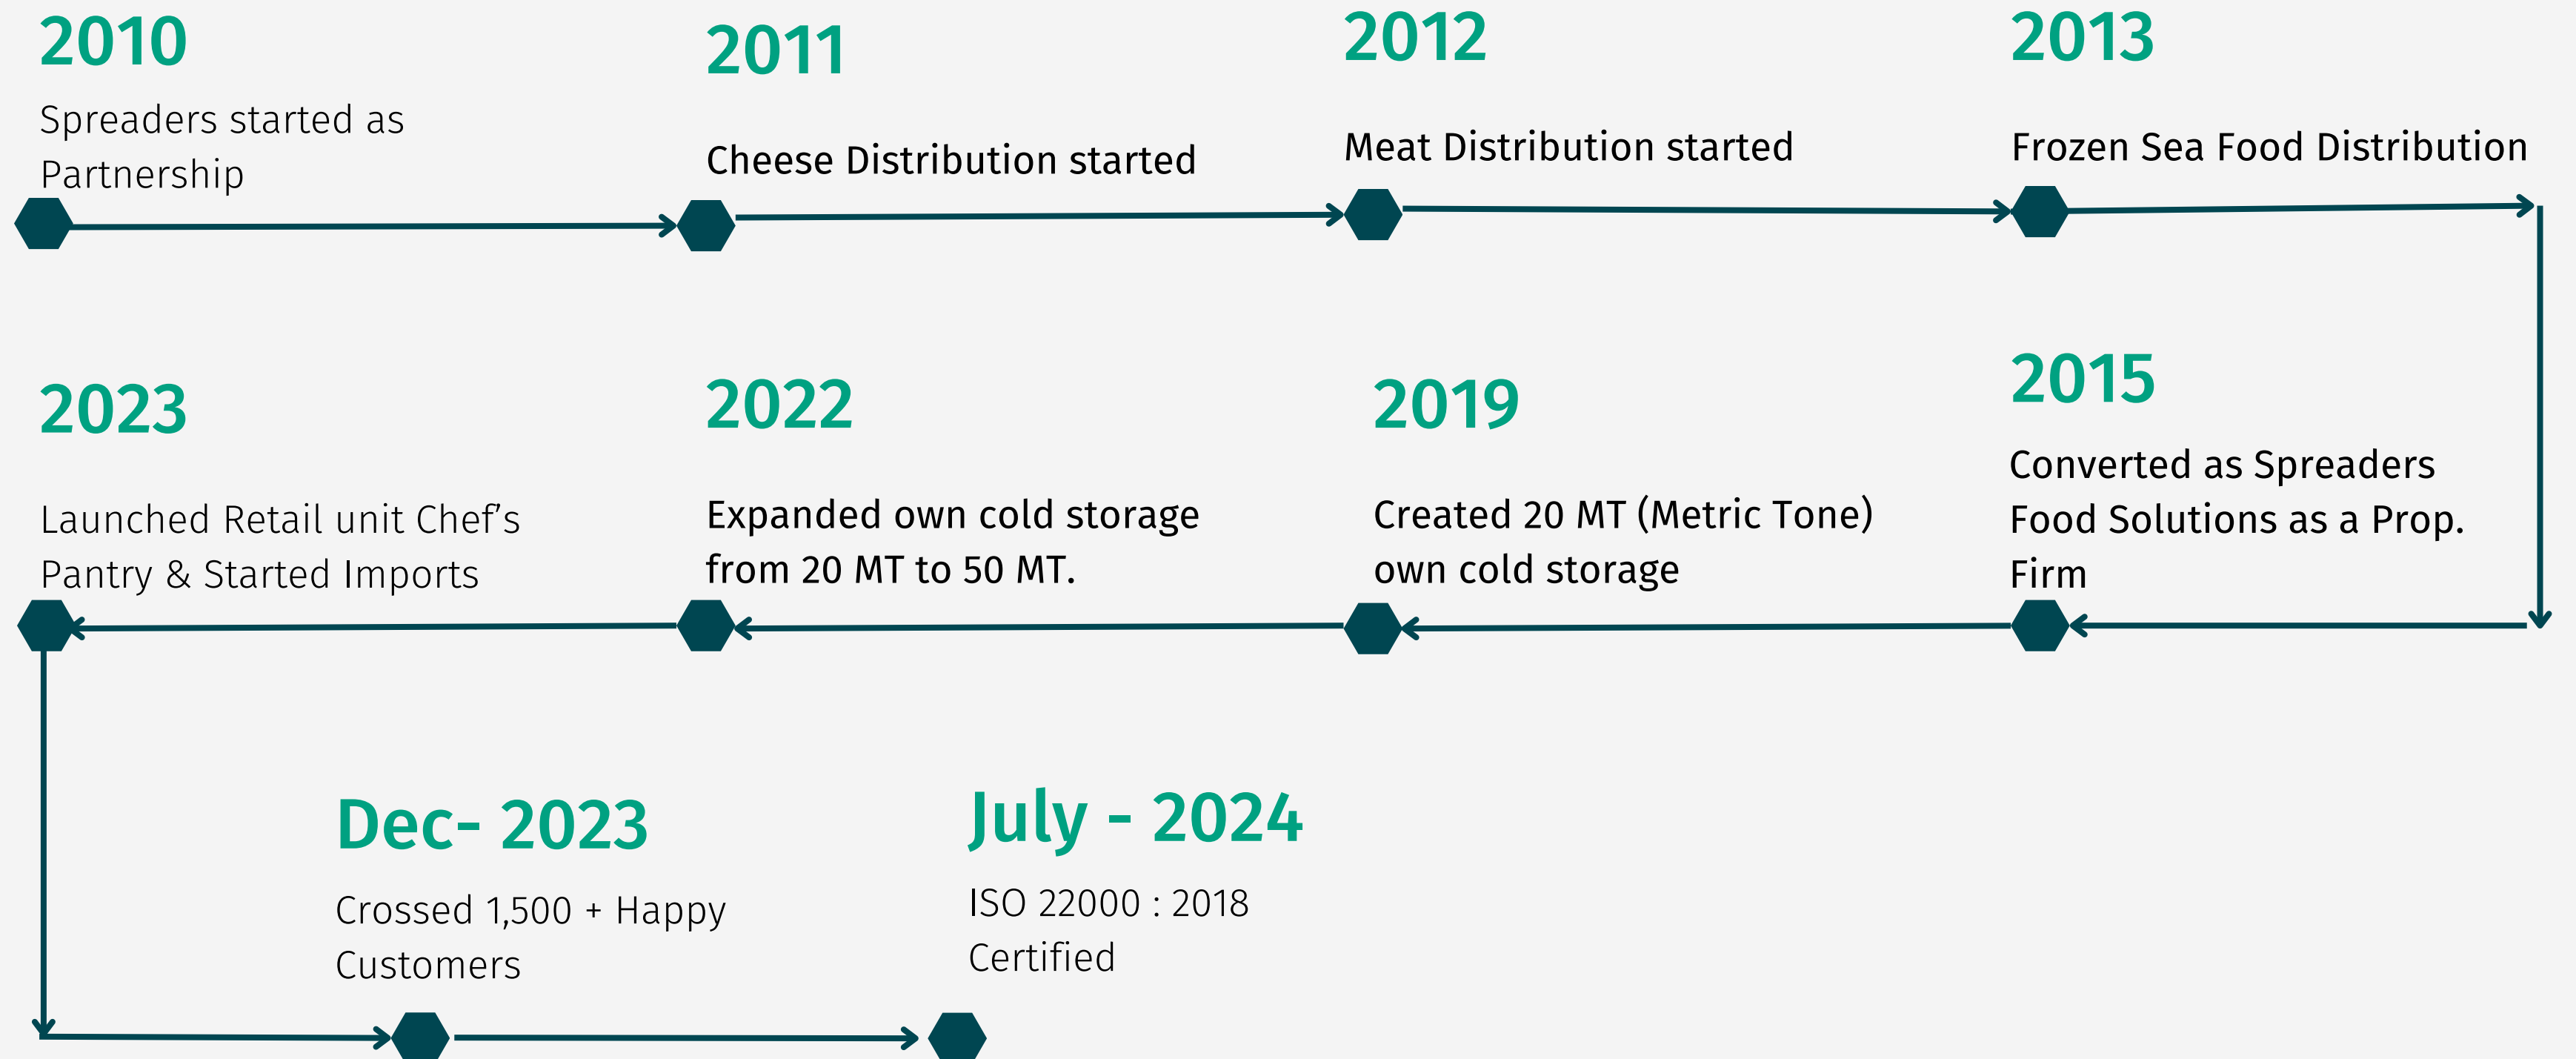 2010
Spreaders started as
Partnership
2011
Cheese Distribution started
2012
Meat Distribution started
2013
Frozen Sea Food Distribution
2015
Converted as Spreaders
Food Solutions as a Prop.
Firm
2019
Created 20 MT (Metric Tone)
own cold storage
2022
Expanded own cold storage
from 20 MT to 50 MT.
2023
Launched Retail unit Chef’s
Pantry & Started Imports
Dec- 2023
Crossed 1,500 + Happy
Customers
July - 2024
ISO 22000 : 2018
Certified